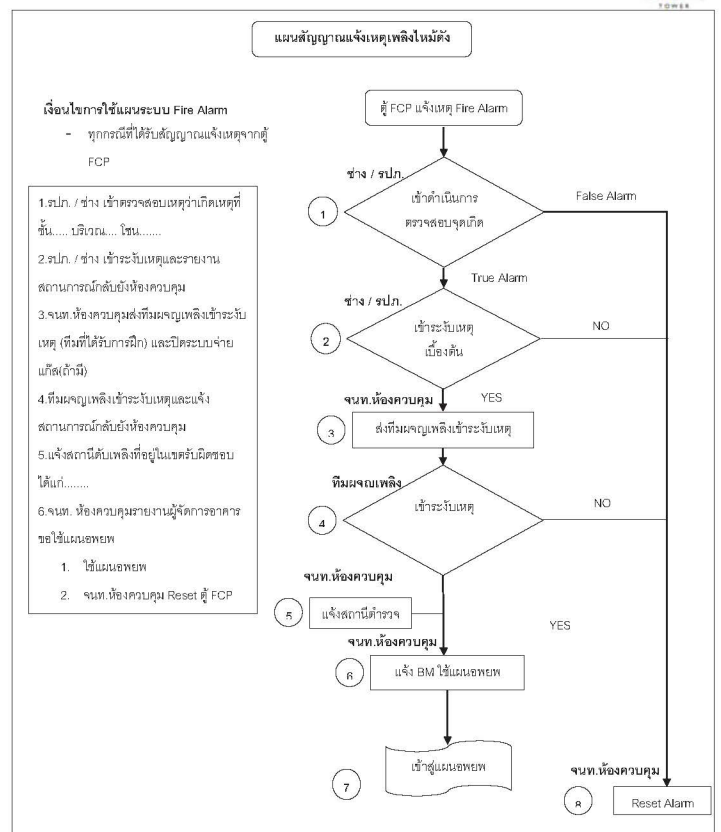 TOWER
แผนสัญญาณแจ้งเหตุเพลิงไหม้ดัง
เงื่อนไขการใช้แผนระบบ Fire Alarm
- ทุกกรณีที่ได้รับสัญญาณแจ้งเหตุจากตู้
FCP
1.รปภ. / ช่าง เข้าตรวจสอบเหตุว่าเกิดเหตุที่
ชั้น..... บริเวณ.... โซน.......
2.รปภ. / ช่าง เข้าระงับเหตุและรายงาน
สถานการณ์กลับยังห้องควบคุม
3.จนท.ห้องควบคุมส่งทีมผจญเพลิงเข้าระงับ
เหตุ (ทีมที่ได้รับการฝึก) และปิดระบบจ่าย
แก๊ส(ถ้ามี)
4.ทีมผจญเพลิงเข้าระงับเหตุและแจ้ง
สถานการณ์กลับยังห้องควบคุม
5.แจ้งสถานีดับเพลิงที่อยู่ในเขตรับผิดชอบ
ได้แก่........
6.จนท. ห้องควบคุมรายงานผู้จัดการอาคาร
ขอใช้แผนอพยพ
1. ใช้แผนอพยพ
2. จนท.ห้องควบคุม Reset ตู้ FCP
ตู้ FCP แจ้งเหตุ Fire Alarm
ช่าง / รปภ.
1
เข้าดำเนินการ
ตรวจสอบจุดเกิด
False Alarm
True Alarm
ช่าง / รปภ.
2
เข้าระงับเหตุ
เบื้องต้น
NO
YES
จนท.ห้องควบคุม
3
ส่งทีมผจญเพลิงเข้าระงับเหตุ
ทีมผจณเพลิง
4
เข้าระงับเหตุ
NO
จนท.ห้องควบคุม
5
แจ้งสถานีตำรวจ
YES
จนท.ห้องควบคุม
6
แจ้ง BM ใช้แผนอพยพ
7
เข้าสู่แผนอพยพ
จนท.ห้องควบคุม
8
Reset Alarm